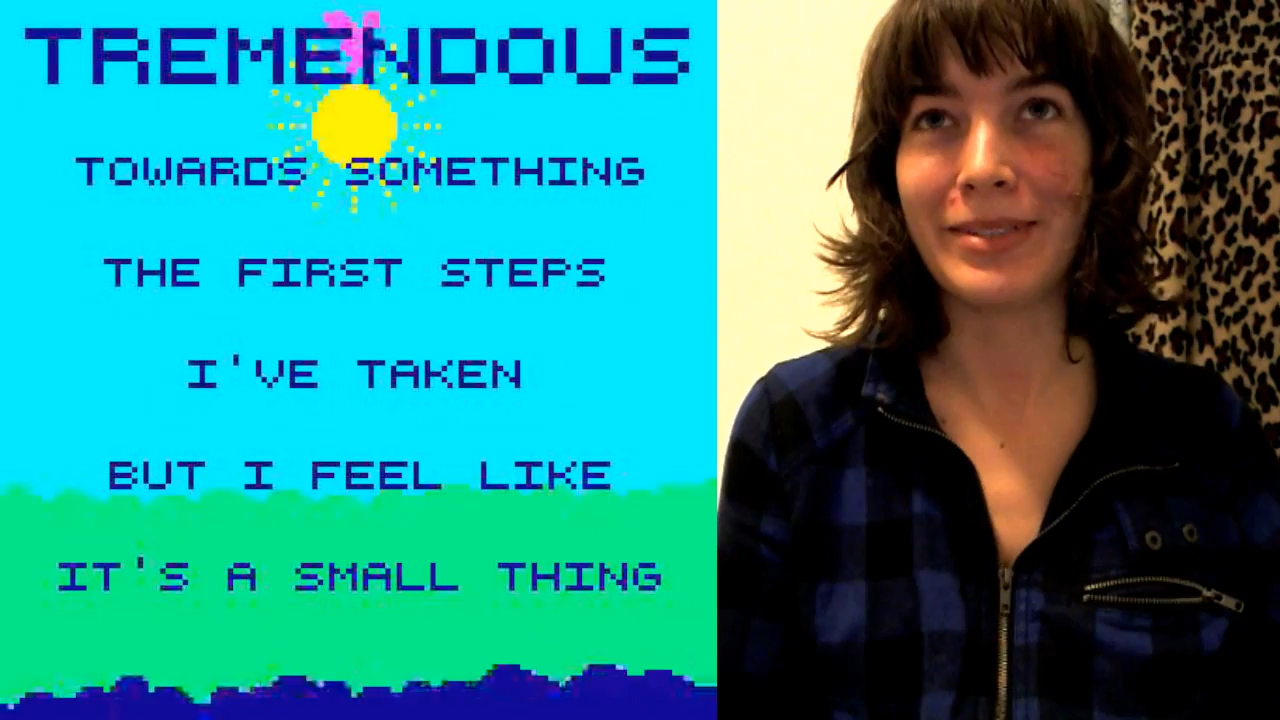 TREMENDOUS
TOWARDS SOMETHING
THE FIRST STEPS
I'VE TAKEN
BUT I FEEL LIKE
IT'S A SMALL THING